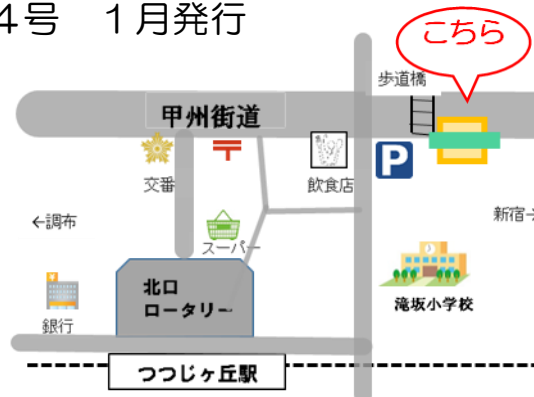 4号 1月発行
こちら
歩道橋
甲州街道
P
交番
飲食店
新宿→
←調布
スーパー
北口
ロータリー
銀行
滝坂小学校
つつじヶ丘駅